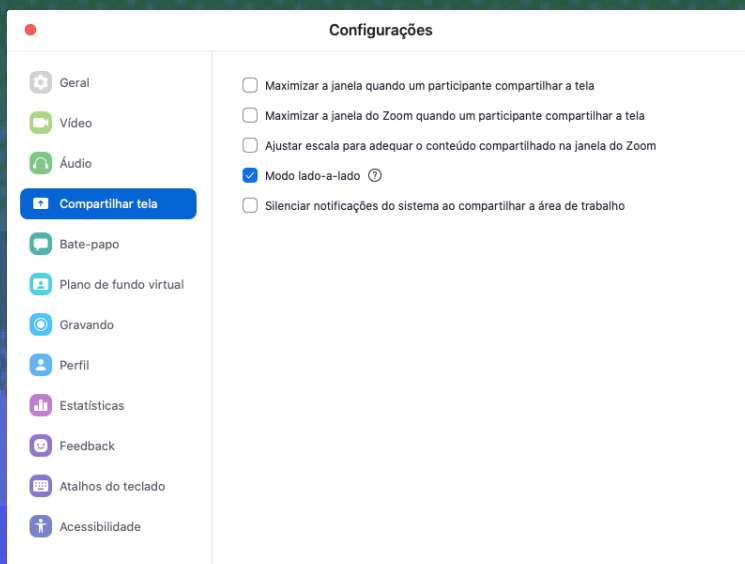 Configurações
Geral
Vídeo
Áudio
Compartilhar tela
Bate-papo
Plano de fundo virtual
Gravando
Perfil
Estatísticas
Feedback
Atalhos do teclado
Acessibilidade
Maximizar a janela quando um participante compartilhar a tela
Maximizar a janela do Zoom quando um participante compartilhar a tela
Ajustar escala para adequar o conteúdo compartilhado na janela do Zoom
Modo lado-a-lado ?
Silenciar notificações do sistema ao compartilhar a área de trabalho